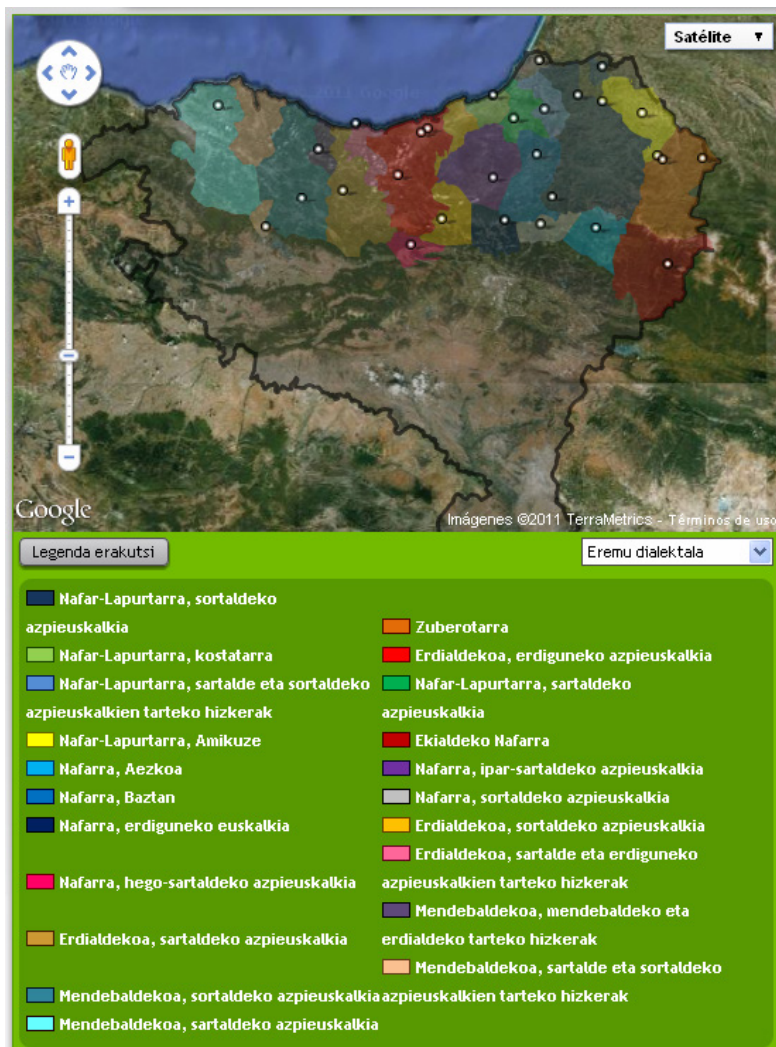 Satélite
2011 Google
Google
Imágenes ©2011 TerraMetrics - Términos de uso
Legenda erakutsi
Eremu dialektala
Nafar-Lapurtarra, sortaldeko
azpieuskalkia
Zuberotarra
Nafar-Lapurtarra, kostatarra
Erdialdekoa, erdiguneko azpieuskalkia
Nafar-Lapurtarra, sartalde eta sortaldeko
Nafar-Lapurtarra, sartaldeko
azpieuskalkien tarteko hizkerak
azpieuskalkia
Nafar-Lapurtarra, Amikuze
Ekialdeko Nafarra
Nafarra, Aezkoa
Nafarra, ipar-sartaldeko azpieuskalkia
Nafarra, Baztan
Nafarra, sortaldeko azpieuskalkia
Nafarra, erdiguneko euskalkia
Erdialdekoa, sortaldeko azpieuskalkia
Erdialdekoa, sartalde eta erdiguneko
Nafarra, hego-sartaldeko azpieuskalkia
azpieuskalkien tarteko hizkerak
Mendebaldekoa, mendebaldeko eta
Erdialdekoa, sartaldeko azpieuskalkia
erdialdeko tarteko hizkerak
Mendebaldekoa, sartalde eta sortaldeko
Mendebaldekoa, sortaldeko azpieuskalkia
azpieuskalkien tarteko hizkerak
Mendebaldekoa, sartaldeko azpieuskalkia